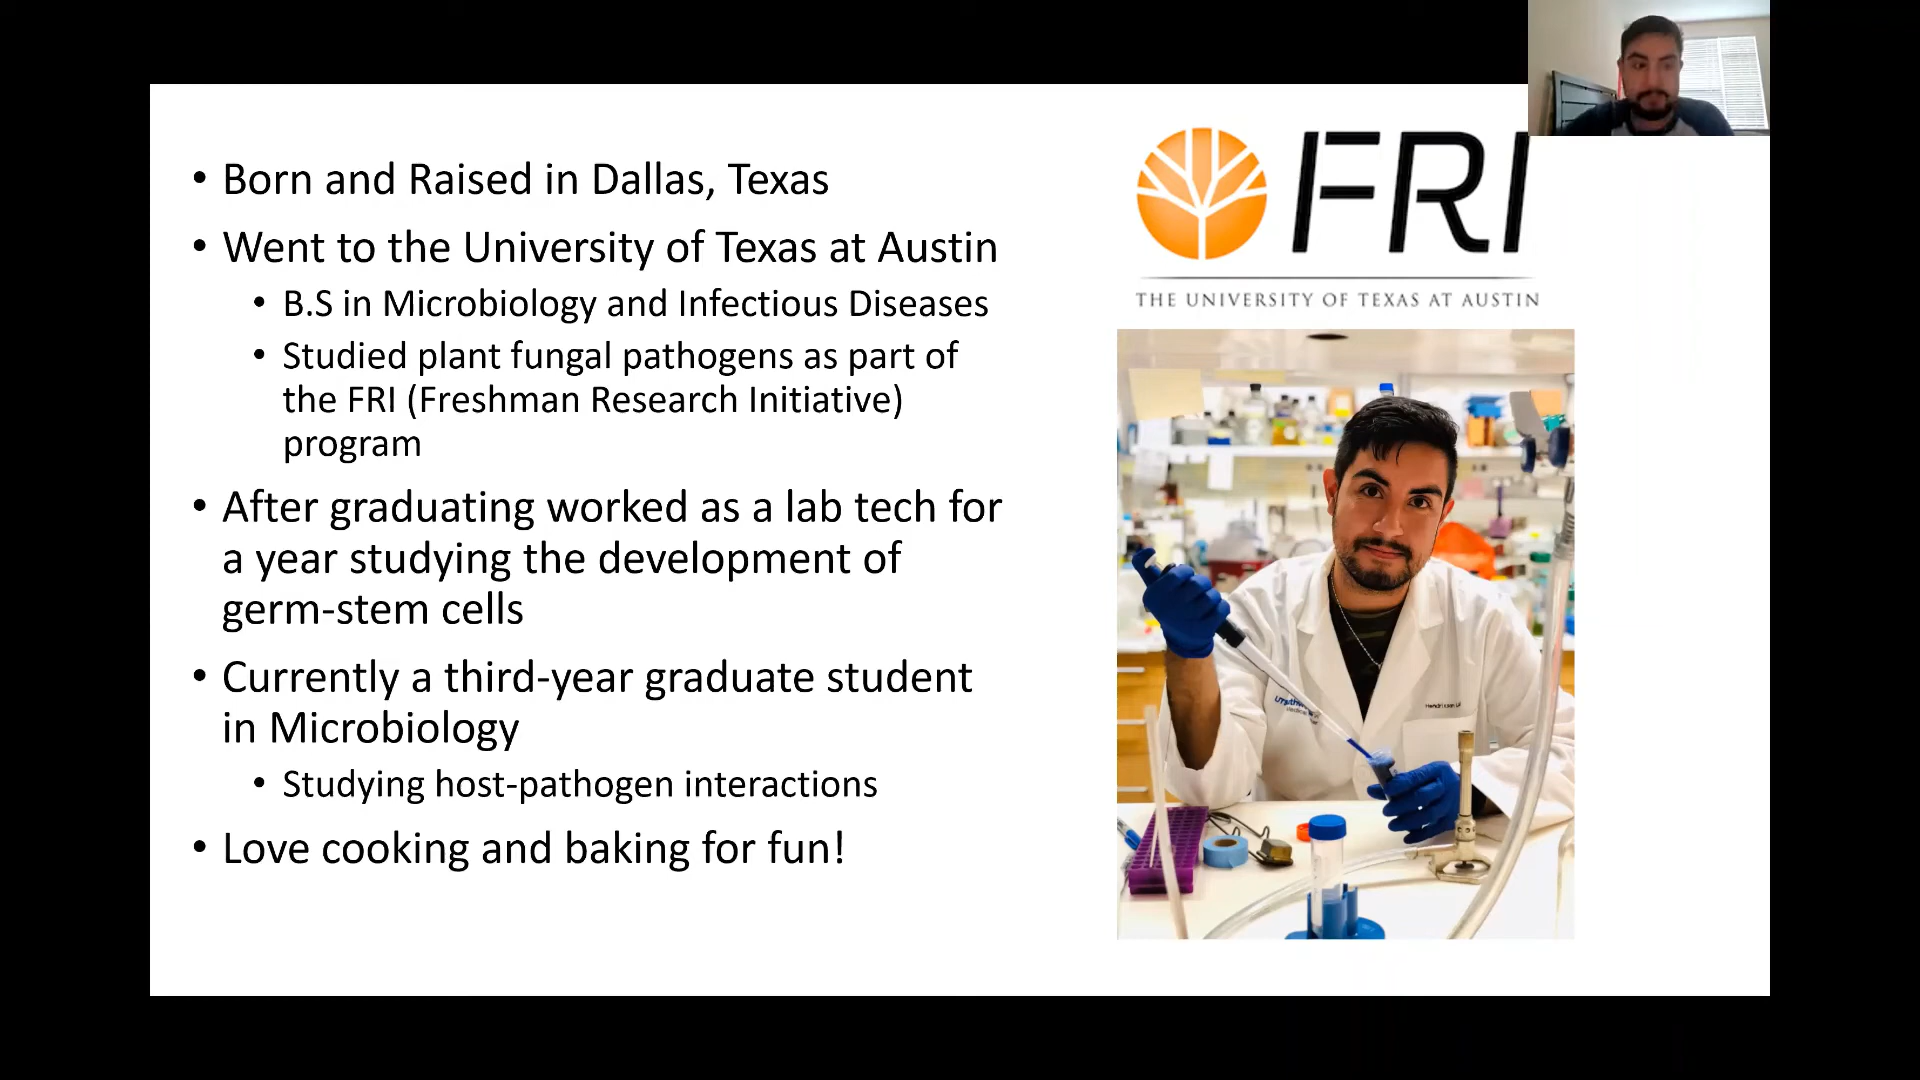 • Born and Raised in Dallas, Texas
• Went to the University of Texas at Austin
• B.S in Microbiology and Infectious Diseases
• Studied plant fungal pathogens as part of
the FRI (Freshman Research Initiative)
program
• After graduating worked as a lab tech for
a year studying the development of
germ-stem cells
• Currently a third-year graduate student
in Microbiology
• Studying host-pathogen interactions
• Love cooking and baking for fun!
FRI
THE UNIVERSITY OF TEXAS AT AUSTIN